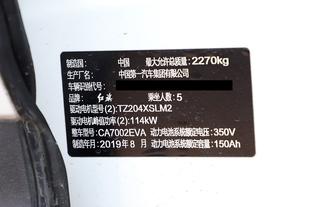 制造国： 中国 最大允许总质量：2270kg
生产厂名： 中国第一汽车集团有限公司
车辆识别代号：
品牌： 红旗 乘坐人数：5
驱动电机型号(2)：TZ204XSLM2
驱动电机峰值功率(2)：114kW
整车型号：CA7002EVA 动力电池系统额定电压：350V
制造年月：2019年8月 动力电池系统额定容量：150Ah